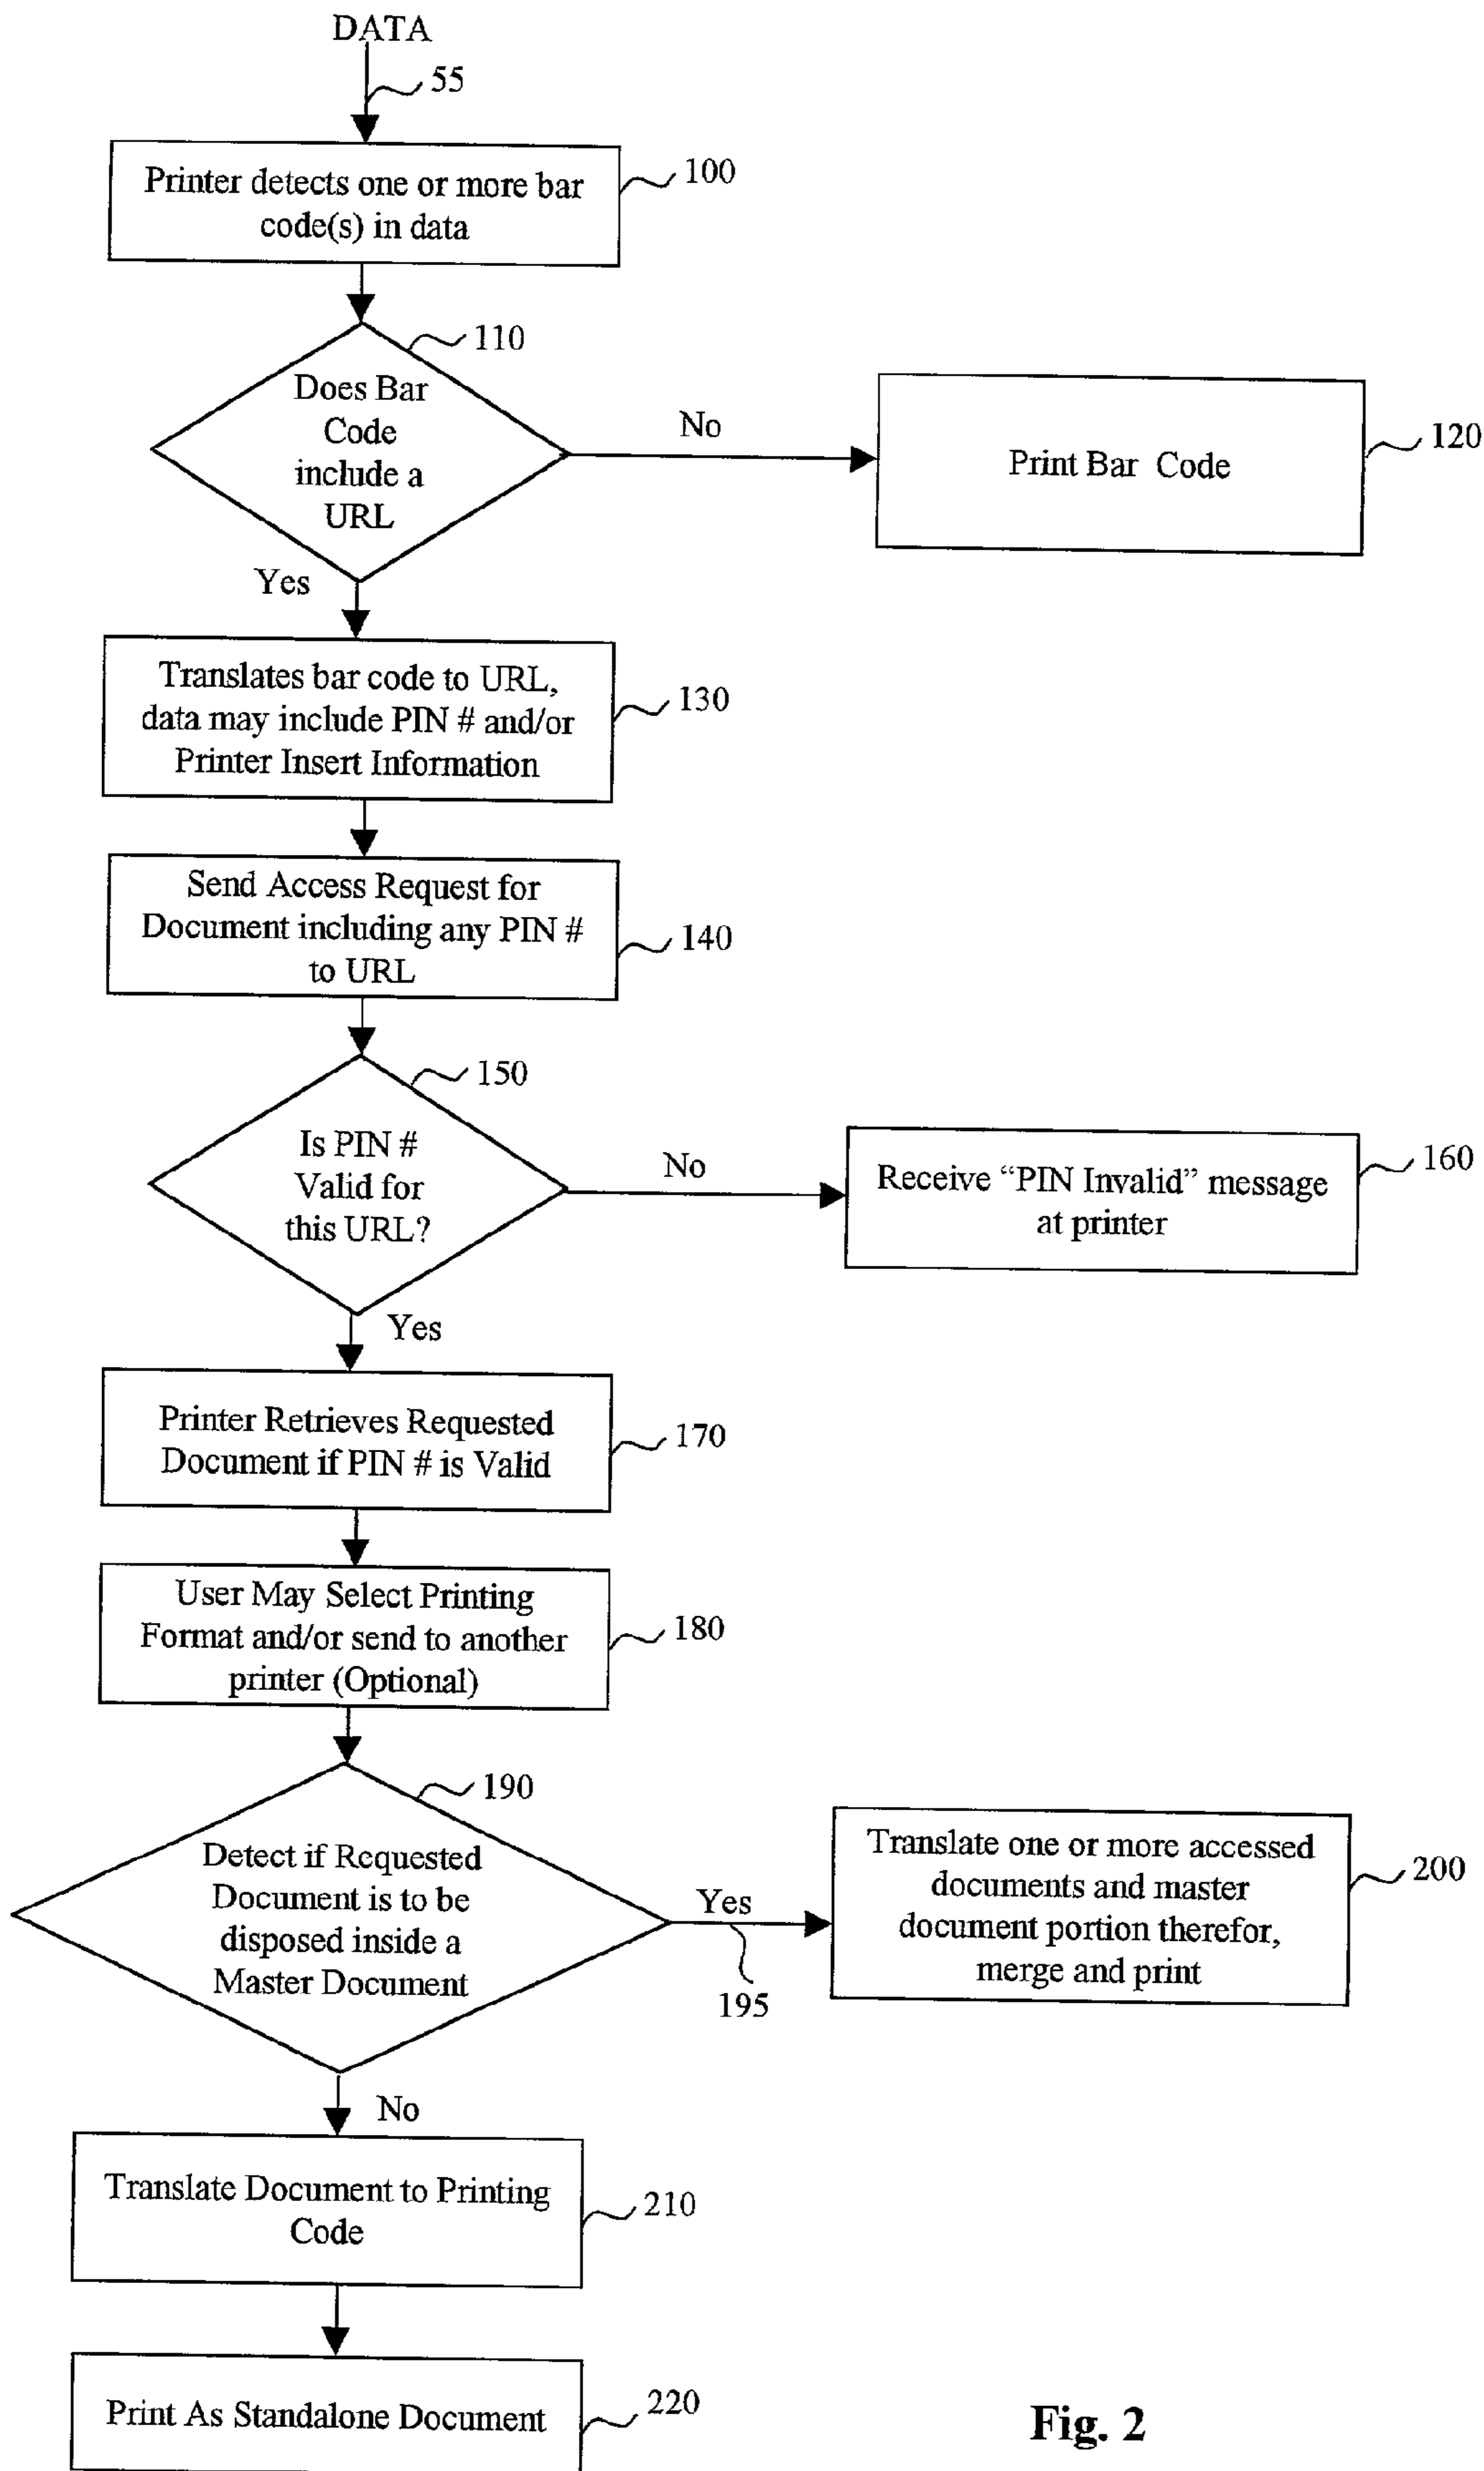 DATA
55
Printer detects one or more bar
code(s) in data
100
110
Does Bar
Code
include a
URL
No
Print Bar Code
120
Yes
Translates bar code to URL,
data may include PIN # and/or
Printer Insert Information
130
Send Access Request for
Document including any PIN #
to URL
140
150
Is PIN #
Valid for
this URL?
No
Receive “PIN Invalid” message
at printer
160
Yes
Printer Retrieves Requested
Document if PIN # is Valid
170
User May Select Printing
Format and/or send to another
printer (Optional)
180
190
Detect if Requested
Document is to be
disposed inside a
Master Document
Yes
195
Translate one or more accessed
documents and master
document portion therefor,
merge and print
200
No
Translate Document to Printing
Code
210
Print As Standalone Document
220
Fig. 2